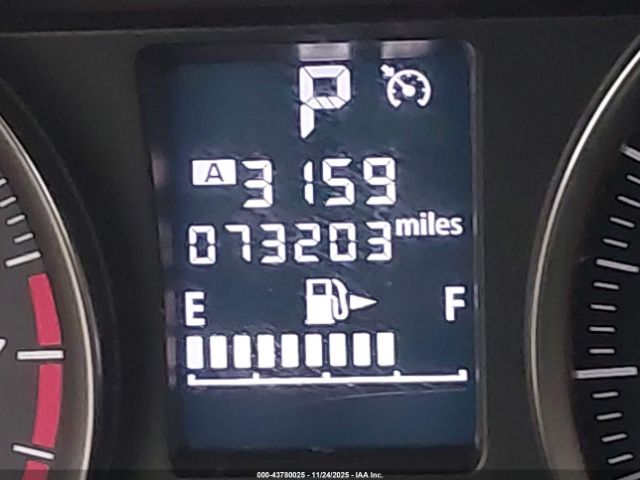 P
A 3159
073203 miles
E F
000-43780025 - 11/24/2025 - IAA Inc.